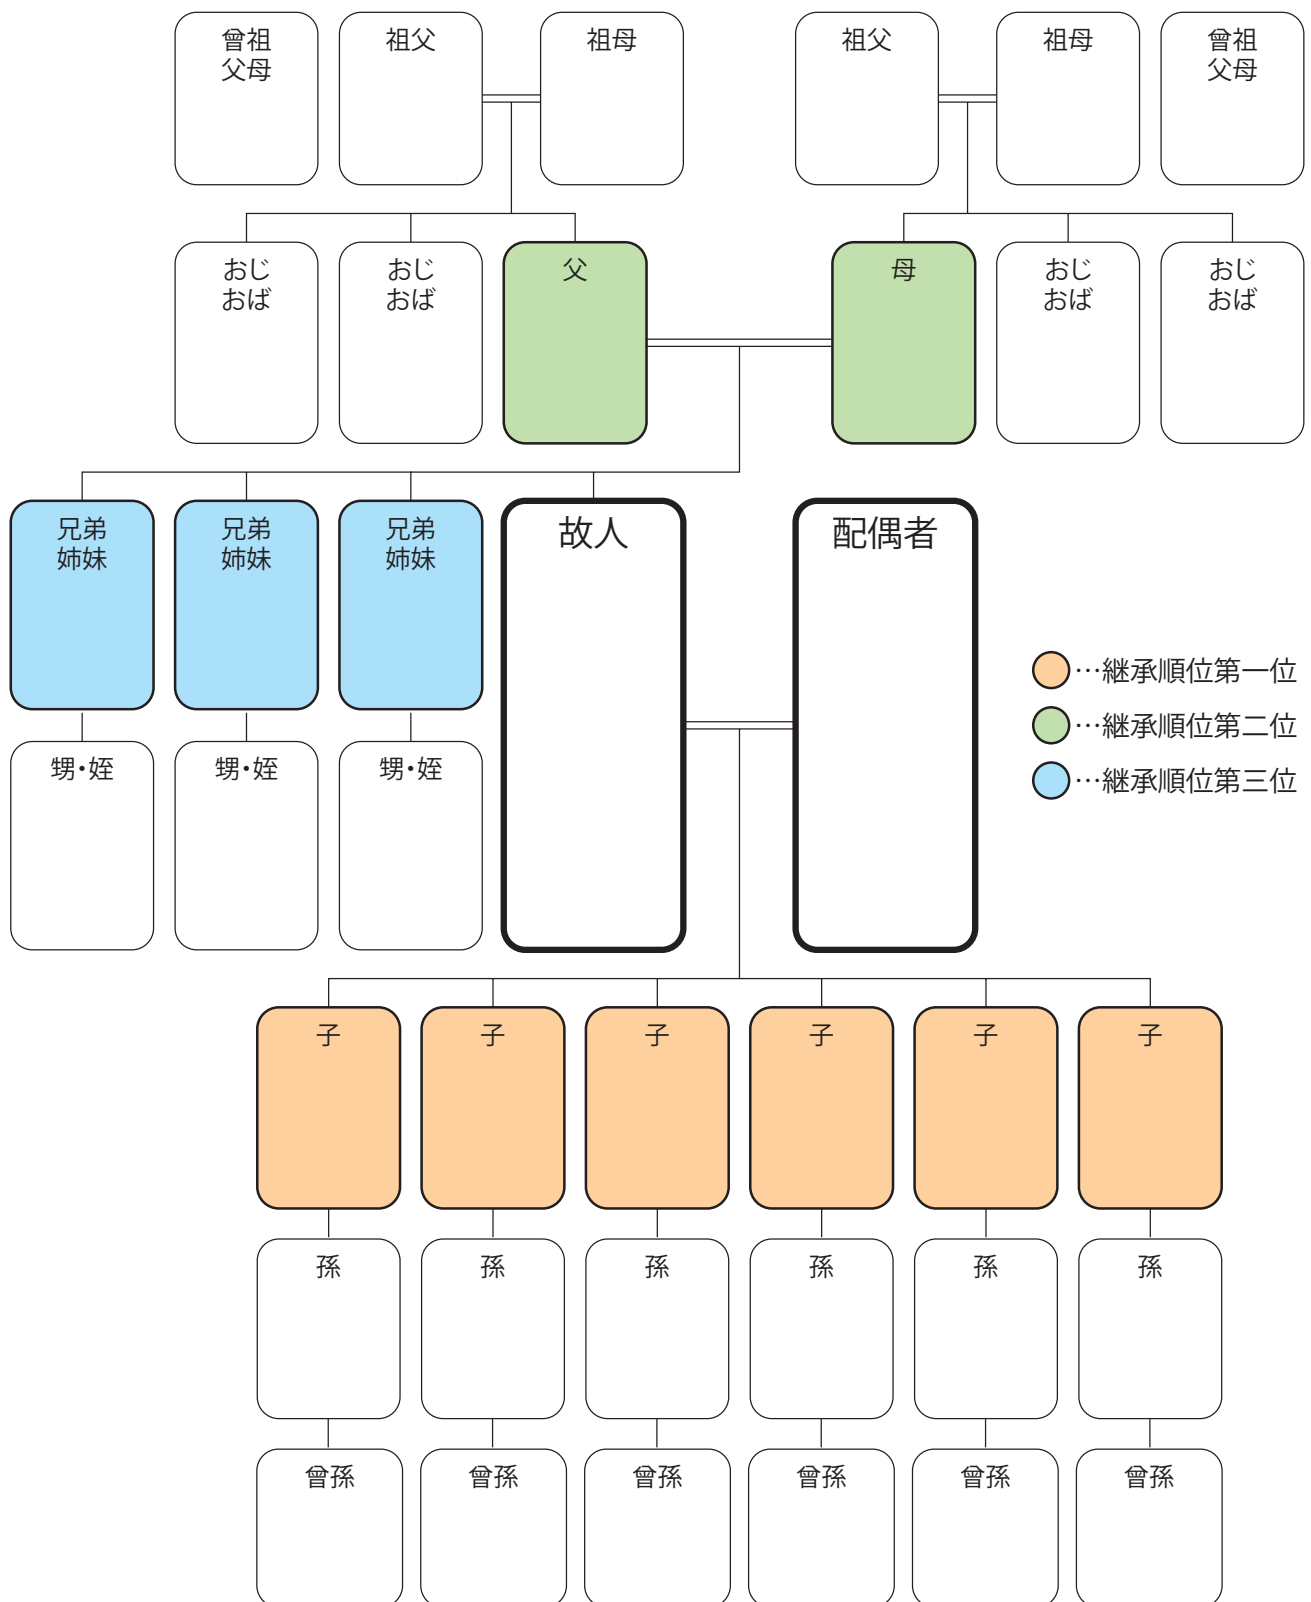 曾祖
父母
祖父
祖母
祖父
祖母
曾祖
父母
おじ
おば
おじ
おば
父
母
おじ
おば
おじ
おば
兄弟
姉妹
兄弟
姉妹
兄弟
姉妹
故人
配偶者
…継承順位第一位
…継承順位第二位
…継承順位第三位
甥・姪
甥・姪
甥・姪
子
子
子
子
子
子
孫
孫
孫
孫
孫
孫
曾孫
曾孫
曾孫
曾孫
曾孫
曾孫